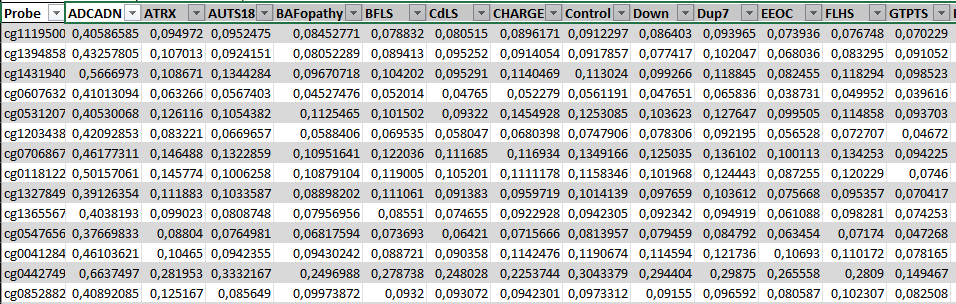 Probe ADCADN ATRX AUTS18 BAFopathy BFLS CdLS CHARGE Control Down Dup7 EEOC FLHS GTPTS
cg1119500 0,40586585 0,094972 0,0952475 0,08452771 0,078832 0,080515 0,0896171 0,0912297 0,086403 0,093965 0,073936 0,076748 0,070229
cg1394858 0,43257805 0,107013 0,0924151 0,08052289 0,089413 0,095252 0,0914054 0,0917857 0,077417 0,102047 0,068036 0,083295 0,091052
cg1431940 0,5666973 0,108671 0,1344284 0,09670718 0,104202 0,095291 0,1140469 0,113024 0,099266 0,118845 0,082455 0,118294 0,098523
cg0607632 0,41013094 0,063266 0,0567403 0,04527476 0,052014 0,04765 0,052279 0,0561191 0,047651 0,065836 0,038731 0,049952 0,039616
cg0531207 0,40530068 0,126116 0,1054382 0,1125465 0,101502 0,09322 0,1454928 0,1253085 0,103623 0,127647 0,099505 0,114858 0,093703
cg1203438 0,42092853 0,083221 0,0669657 0,0588406 0,069535 0,058047 0,0680398 0,0747906 0,078306 0,092195 0,056528 0,072707 0,04672
cg0706867 0,46177311 0,146488 0,1322859 0,10951641 0,122036 0,111685 0,116934 0,1349166 0,125035 0,136102 0,100113 0,134253 0,094225
cg0118122 0,50157061 0,145774 0,1006258 0,10879104 0,119005 0,105201 0,1111178 0,1158346 0,101968 0,124443 0,087255 0,120229 0,0746
cg1327849 0,39126354 0,111883 0,1033587 0,08898202 0,111061 0,091383 0,0959719 0,1014139 0,097659 0,103612 0,075668 0,095357 0,070417
cg1365567 0,4038193 0,099023 0,0808748 0,07956956 0,08551 0,074655 0,0922928 0,0942305 0,092342 0,094919 0,061088 0,098281 0,074253
cg0547656 0,37669833 0,08804 0,0764981 0,06817594 0,073693 0,06421 0,0715666 0,0813957 0,079459 0,084792 0,063454 0,07174 0,047268
cg0041284 0,46103621 0,10465 0,0942355 0,09430242 0,088721 0,090358 0,1142476 0,1190674 0,114594 0,121736 0,10693 0,110172 0,078165
cg0442749 0,6637497 0,281953 0,3332167 0,2496988 0,278738 0,248028 0,2253744 0,3043379 0,294404 0,29875 0,265558 0,2809 0,149467
cg0852882 0,40892085 0,125167 0,085649 0,09973872 0,0932 0,093072 0,0942301 0,0973312 0,09155 0,096592 0,080558 0,102307 0,082508